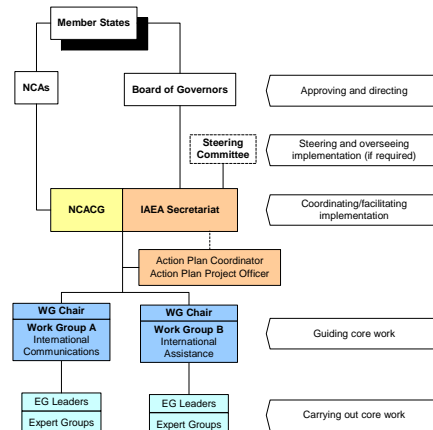 Member States
NCAs
Board of Governors
Approving and directing
Steering
Committee
Steering and overseeing
implementation (if required)
NCACG
IAEA Secretariat
Coordinating/facilitating
implementation
Action Plan Coordinator
Action Plan Project Officer
WG Chair
Work Group A
International
Communications
WG Chair
Work Group B
International
Assistance
Guiding core work
EG Leaders
Expert Groups
EG Leaders
Expert Groups
Carrying out core work